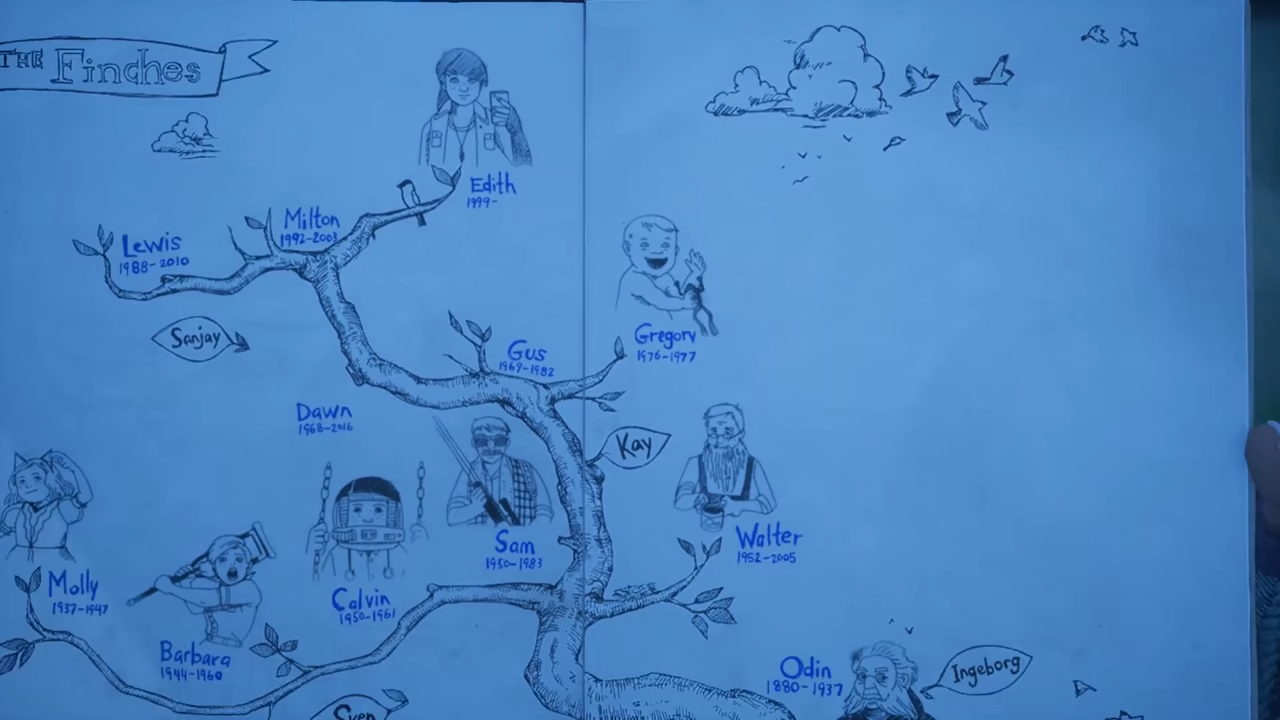 THE Finches
Edith
1999-
Milton
1992-2003
Lewis
1988-2010
Sanjay
Gregory
1976-1977
Gus
1969-1982
Dawn
1968-2016
Kay
Sam
1950-1983
Walter
1952-2005
Molly
1937-1947
Calvin
1950-1961
Barbara
1944-1960
Odin
1880-1937
Ingeborg
Sven